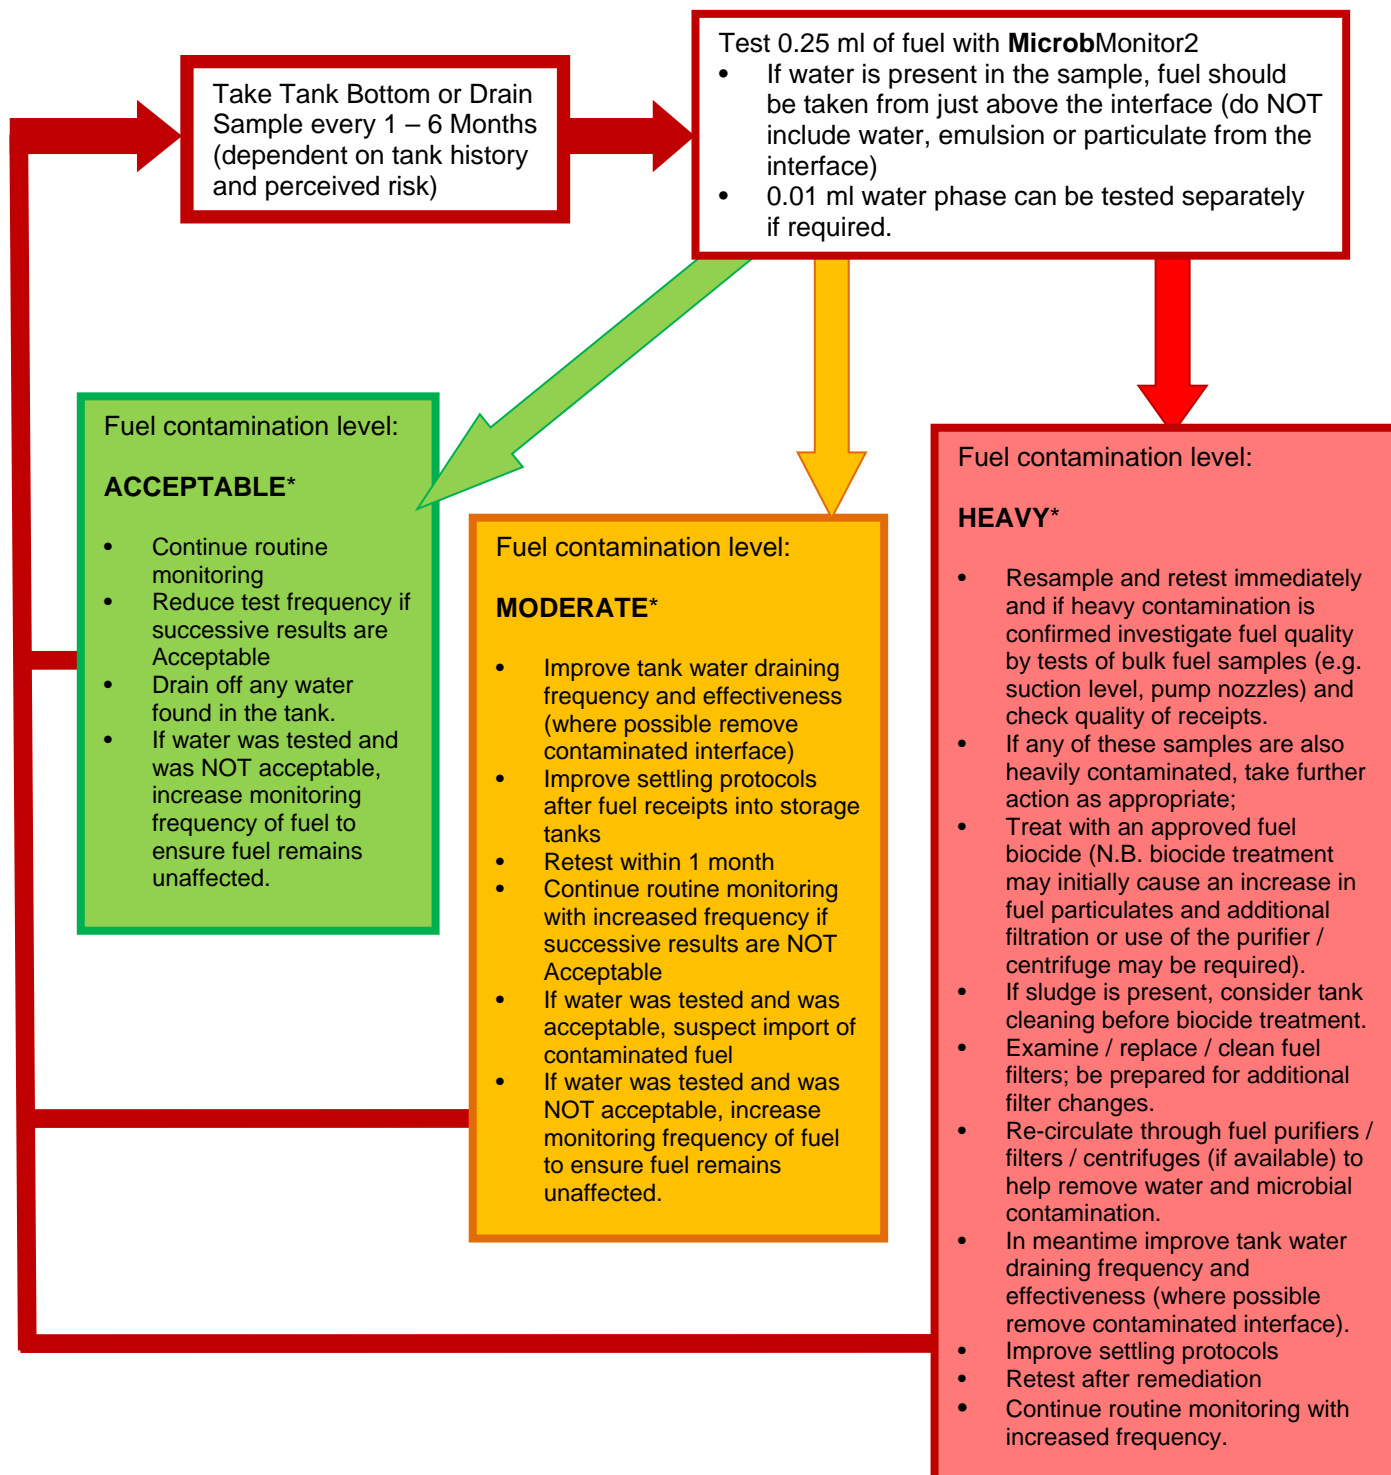 Take Tank Bottom or Drain
Sample every 1 – 6 Months
(dependent on tank history
and perceived risk)
Test 0.25 ml of fuel with MicrobMonitor2
• If water is present in the sample, fuel should
be taken from just above the interface (do NOT
include water, emulsion or particulate from the
interface)
• 0.01 ml water phase can be tested separately
if required.
Fuel contamination level:
ACCEPTABLE*
• Continue routine
monitoring
• Reduce test frequency if
successive results are
Acceptable
• Drain off any water
found in the tank.
• If water was tested and
was NOT acceptable,
increase monitoring
frequency of fuel to
ensure fuel remains
unaffected.
Fuel contamination level:
MODERATE*
• Improve tank water draining
frequency and effectiveness
(where possible remove
contaminated interface)
• Improve settling protocols
after fuel receipts into storage
tanks
• Retest within 1 month
• Continue routine monitoring
with increased frequency if
successive results are NOT
Acceptable
• If water was tested and was
acceptable, suspect import of
contaminated fuel
• If water was tested and was
NOT acceptable, increase
monitoring frequency of fuel
to ensure fuel remains
unaffected.
Fuel contamination level:
HEAVY*
• Resample and retest immediately
and if heavy contamination is
confirmed investigate fuel quality
by tests of bulk fuel samples (e.g.
suction level, pump nozzles) and
check quality of receipts.
• If any of these samples are also
heavily contaminated, take further
action as appropriate;
• Treat with an approved fuel
biocide (N.B. biocide treatment
may initially cause an increase in
fuel particulates and additional
filtration or use of the purifier /
centrifuge may be required).
• If sludge is present, consider tank
cleaning before biocide treatment.
• Examine / replace / clean fuel
filters; be prepared for additional
filter changes.
• Re-circulate through fuel purifiers /
filters / centrifuges (if available) to
help remove water and microbial
contamination.
• In meantime improve tank water
draining frequency and
effectiveness (where possible
remove contaminated interface).
• Improve settling protocols
• Retest after remediation
• Continue routine monitoring with
increased frequency.